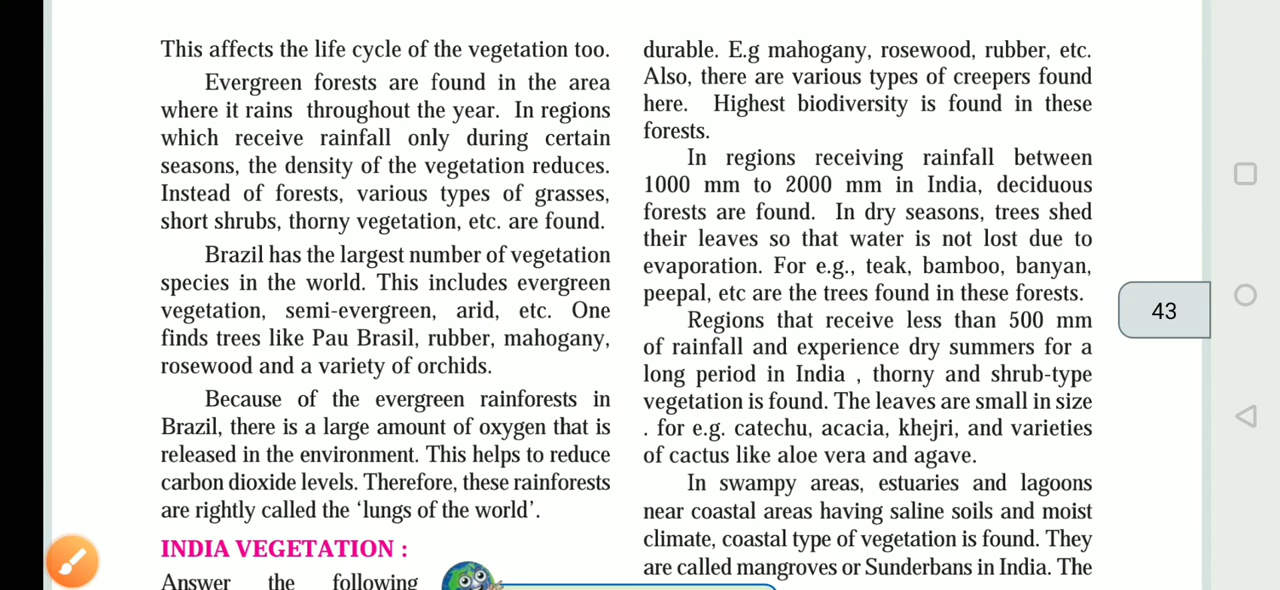 This affects the life cycle of the vegetation too.
Evergreen forests are found in the area
where it rains throughout the year. In regions
which receive rainfall only during certain
seasons, the density of the vegetation reduces.
Instead of forests, various types of grasses,
short shrubs, thorny vegetation, etc. are found.
Brazil has the largest number of vegetation
species in the world. This includes evergreen
vegetation, semi-evergreen, arid, etc. One
finds trees like Pau Brasil, rubber, mahogany,
rosewood and a variety of orchids.
Because of the evergreen rainforests in
Brazil, there is a large amount of oxygen that is
released in the environment. This helps to reduce
carbon dioxide levels. Therefore, these rainforests
are rightly called the ‘lungs of the world’.
INDIA VEGETATION :
Answer the following
durable. E.g mahogany, rosewood, rubber, etc.
Also, there are various types of creepers found
here. Highest biodiversity is found in these
forests.
In regions receiving rainfall between
1000 mm to 2000 mm in India, deciduous
forests are found. In dry seasons, trees shed
their leaves so that water is not lost due to
evaporation. For e.g., teak, bamboo, banyan,
peepal, etc are the trees found in these forests.
Regions that receive less than 500 mm
of rainfall and experience dry summers for a
long period in India , thorny and shrub-type
vegetation is found. The leaves are small in size
. for e.g. catechu, acacia, khejri, and varieties
of cactus like aloe vera and agave.
In swampy areas, estuaries and lagoons
near coastal areas having saline soils and moist
climate, coastal type of vegetation is found. They
are called mangroves or Sunderbans in India. The
43